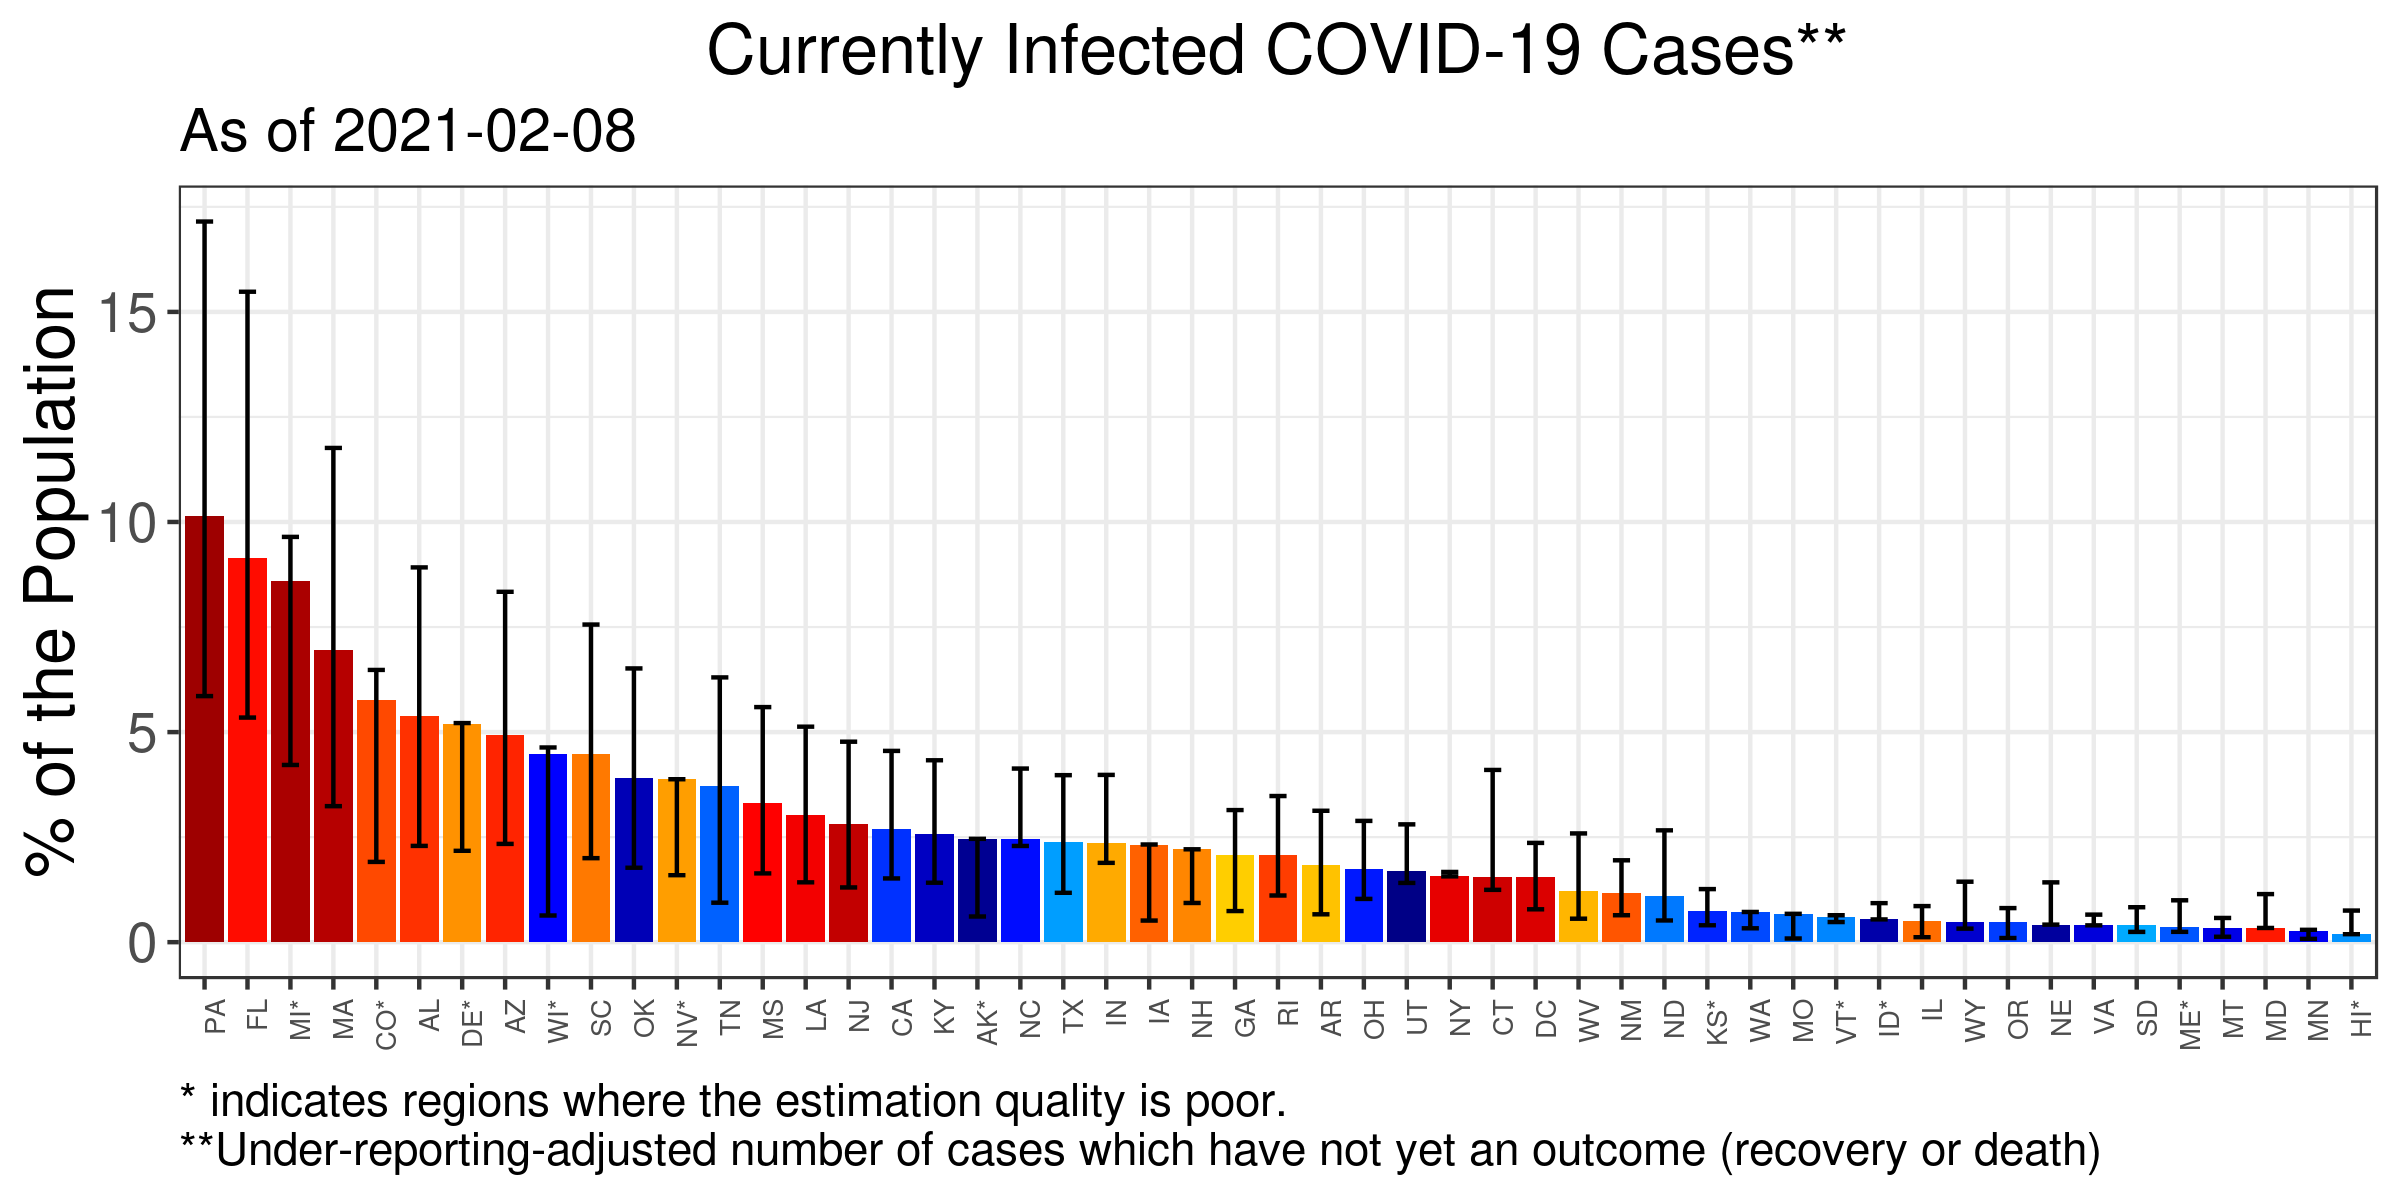 Currently Infected COVID-19 Cases**
As of 2021-02-08
% of the Population
15
10
5
0
PA FL MI* MA CO* AL DE* AZ WI* SC OK NV* TN MS LA NJ CA KY AK* NC TX IN IA NH GA RI AR OH UT NY CT DC WV NM ND KS* WA MO VT* ID* IL WY OR NE VA SD ME* MT MD MN HI*
* indicates regions where the estimation quality is poor.
**Under-reporting-adjusted number of cases which have not yet an outcome (recovery or death)